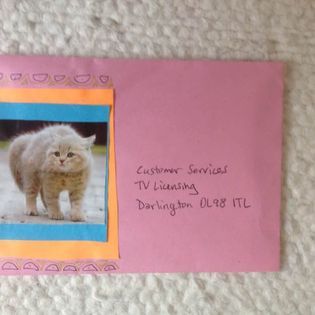 Customer Services
TV Licensing
Darlington DL98 1TL